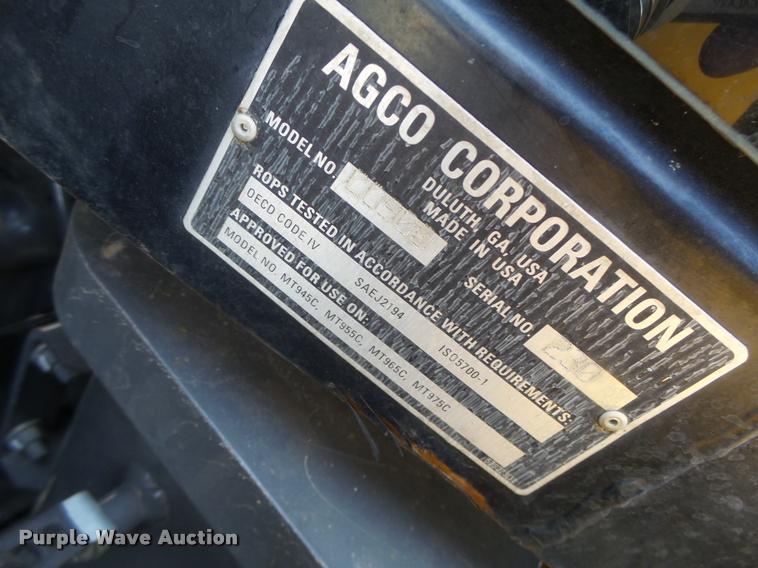 AGCO CORPORATION
DULUTH, GA, USA
MADE IN USA
MODEL NO.
SERIAL NO.
ROPS TESTED IN ACCORDANCE WITH REQUIREMENTS:
OECD CODE IV SAEJ2194 ISO5700-1
APPROVED FOR USE ON:
MODEL NO. MT945C, MT955C, MT965C, MT975C
Purple Wave Auction